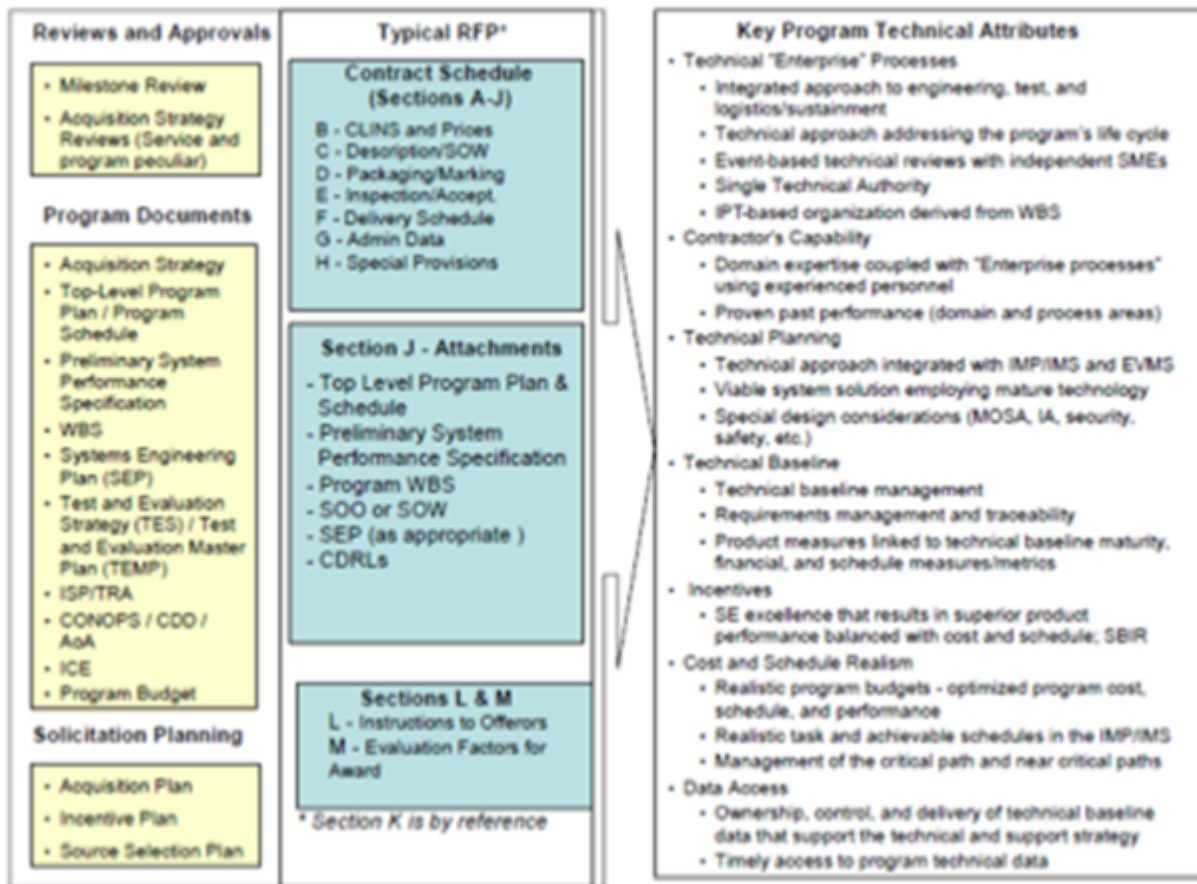 Reviews and Approvals
• Milestone Review
• Acquisition Strategy
Reviews (Service and
program peculiar)
Program Documents
• Acquisition Strategy
• Top-Level Program
Plan / Program
Schedule
• Preliminary System
Performance
Specification
• WBS
• Systems Engineering
Plan (SEP)
• Test and Evaluation
Strategy (TES) / Test
and Evaluation Master
Plan (TEMP)
• ISP/TRA
• CONOPS / CDD /
AoA
• ICE
• Program Budget
Solicitation Planning
• Acquisition Plan
• Incentive Plan
• Source Selection Plan
Typical RFP*
Contract Schedule
(Sections A-J)
B - CLINS and Prices
C - Description/SOW
D - Packaging/Marking
E - Inspection/Accept.
F - Delivery Schedule
G - Admin Data
H - Special Provisions
Section J - Attachments
- Top Level Program Plan &
Schedule
- Preliminary System
Performance Specification
- Program WBS
- SOO or SOW
- SEP (as appropriate )
- CDRLs
Sections L & M
L - Instructions to Offerors
M - Evaluation Factors for
Award
* Section K is by reference
Key Program Technical Attributes
• Technical "Enterprise" Processes
• Integrated approach to engineering, test, and
logistics/sustainment
• Technical approach addressing the program's life cycle
• Event-based technical reviews with independent SMEs
• Single Technical Authority
• IPT-based organization derived from WBS
• Contractor's Capability
• Domain expertise coupled with "Enterprise processes"
using experienced personnel
• Proven past performance (domain and process areas)
• Technical Planning
• Technical approach integrated with IMP/IMS and EVMS
• Viable system solution employing mature technology
• Special design considerations (MOSA, IA, security,
safety, etc.)
• Technical Baseline
• Technical baseline management
• Requirements management and traceability
• Product measures linked to technical baseline maturity,
financial, and schedule measures/metrics
• Incentives
• SE excellence that results in superior product
performance balanced with cost and schedule; SBIR
• Cost and Schedule Realism
• Realistic program budgets - optimized program cost,
schedule, and performance
• Realistic task and achievable schedules in the IMP/IMS
• Management of the critical path and near critical paths
• Data Access
• Ownership, control, and delivery of technical baseline
data that support the technical and support strategy
• Timely access to program technical data